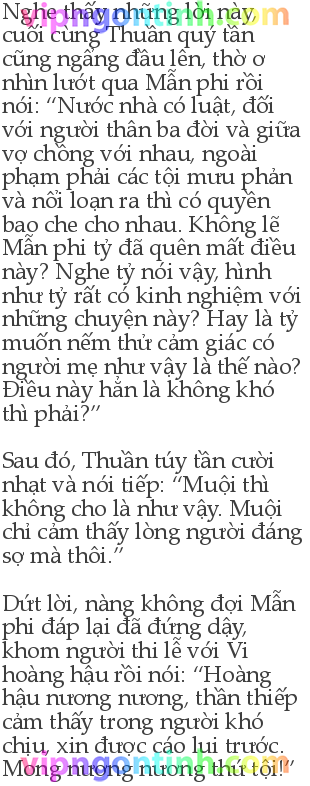 Nghe thấy những lời này,
cuối cùng Thuần quý tần
cũng ngẩng đầu lên, thờ ơ
nhìn lướt qua Mẫn phi rồi
nói: “Nước nhà có luật, đối
với người thân ba đời và giữa
vợ chồng với nhau, ngoài
phạm phải các tội mưu phản
và nổi loạn ra thì có quyền
bao che cho nhau. Không lẽ
Mẫn phi tỷ đã quên mất điều
này? Nghe tỷ nói vậy, hình
như tỷ rất có kinh nghiệm với
những chuyện này? Hay là tỷ
muốn nếm thử cảm giác có
người mẹ như vậy là thế nào?
Điều này hẳn là không khó
thì phải?”
Sau đó, Thuần túy tần cười
nhạt và nói tiếp: “Muội thì
không cho là như vậy. Muội
chỉ cảm thấy lòng người đáng
sợ mà thôi.”
Dứt lời, nàng không đợi Mẫn
phi đáp lại đã đứng dậy,
khom người thi lễ với Vi
hoàng hậu rồi nói: “Hoàng
hậu nương nương, thần thiếp
cảm thấy trong người khó
chịu, xin được cáo lui trước.
Mong nương nương thứ tội!”
vipngontinh.com
vipngontinh.com